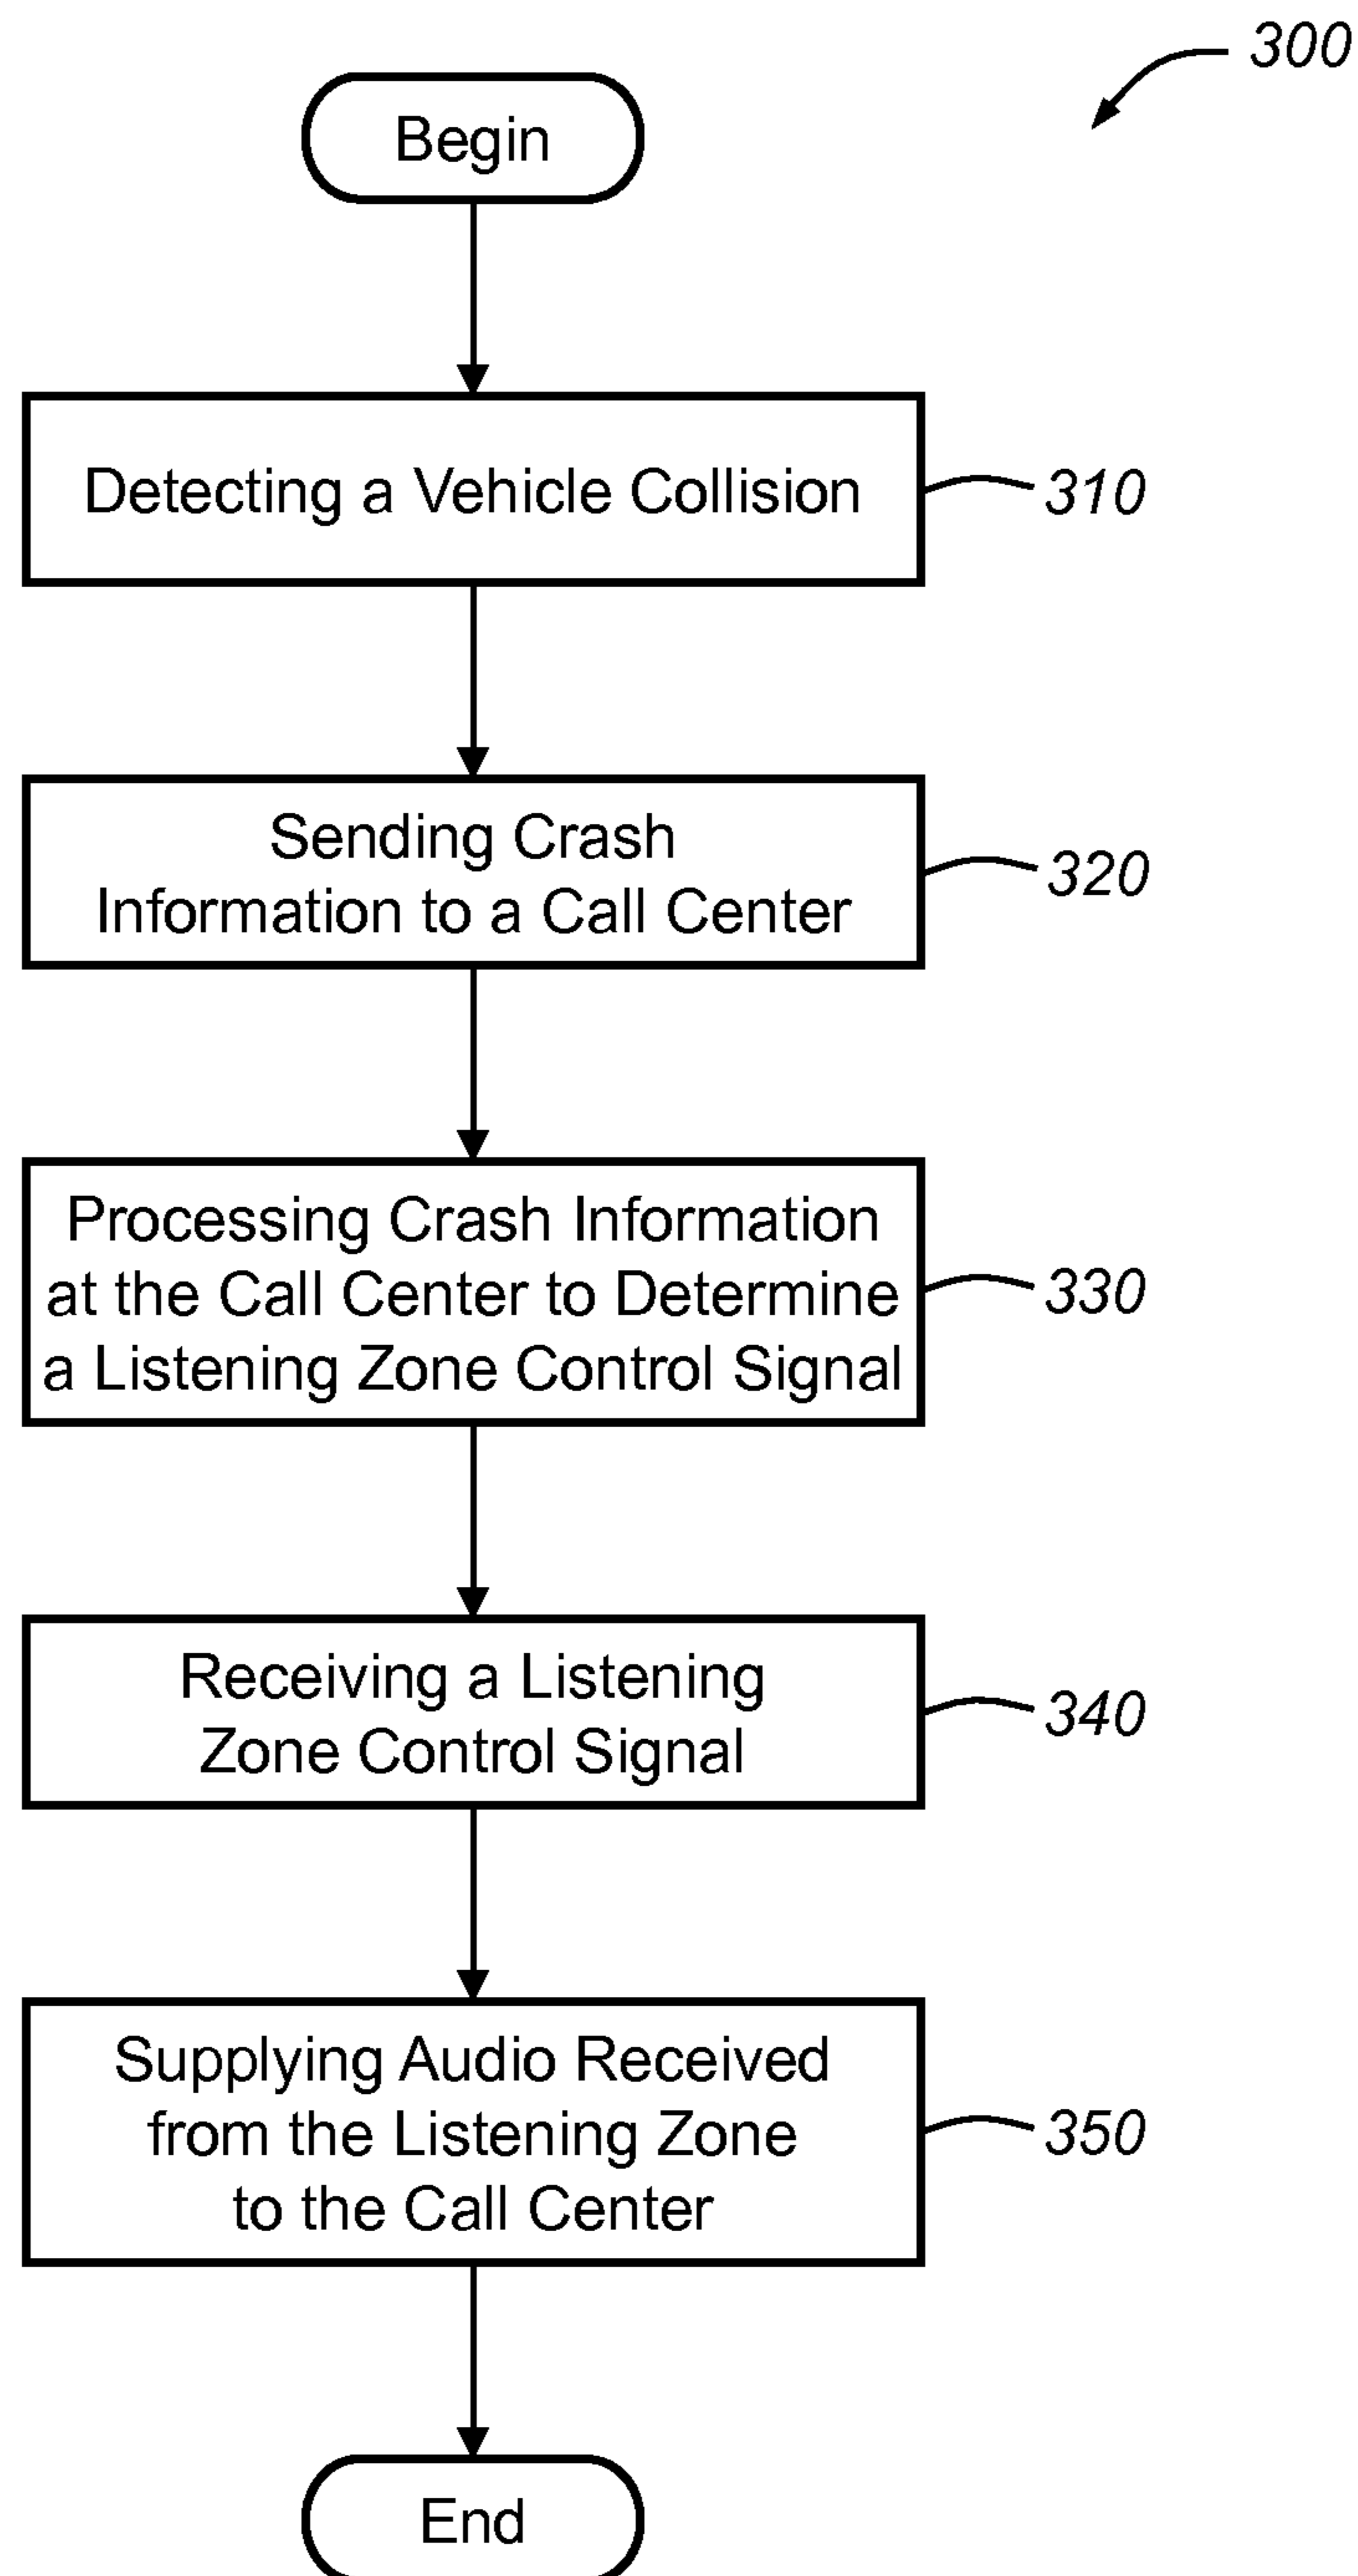 300
Begin
Detecting a Vehicle Collision
310
Sending Crash
Information to a Call Center
320
Processing Crash Information
at the Call Center to Determine
a Listening Zone Control Signal
330
Receiving a Listening
Zone Control Signal
340
Supplying Audio Received
from the Listening Zone
to the Call Center
350
End